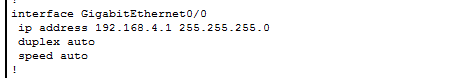 !
interface GigabitEthernet0/0
 ip address 192.168.4.1 255.255.255.0
 duplex auto
 speed auto
!